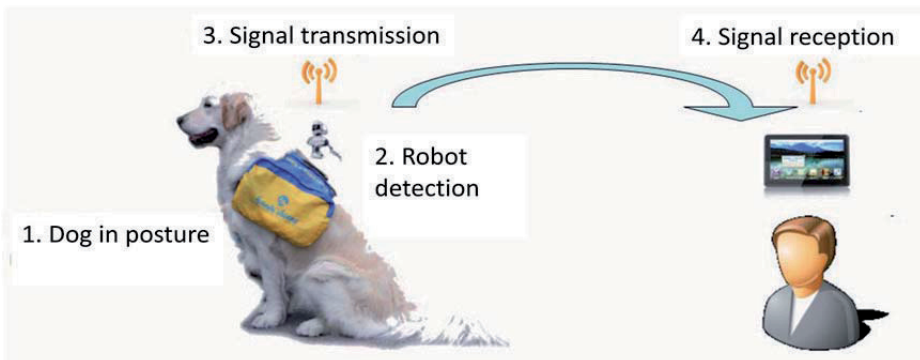 3. Signal transmission
4. Signal reception
2. Robot
detection
1. Dog in posture